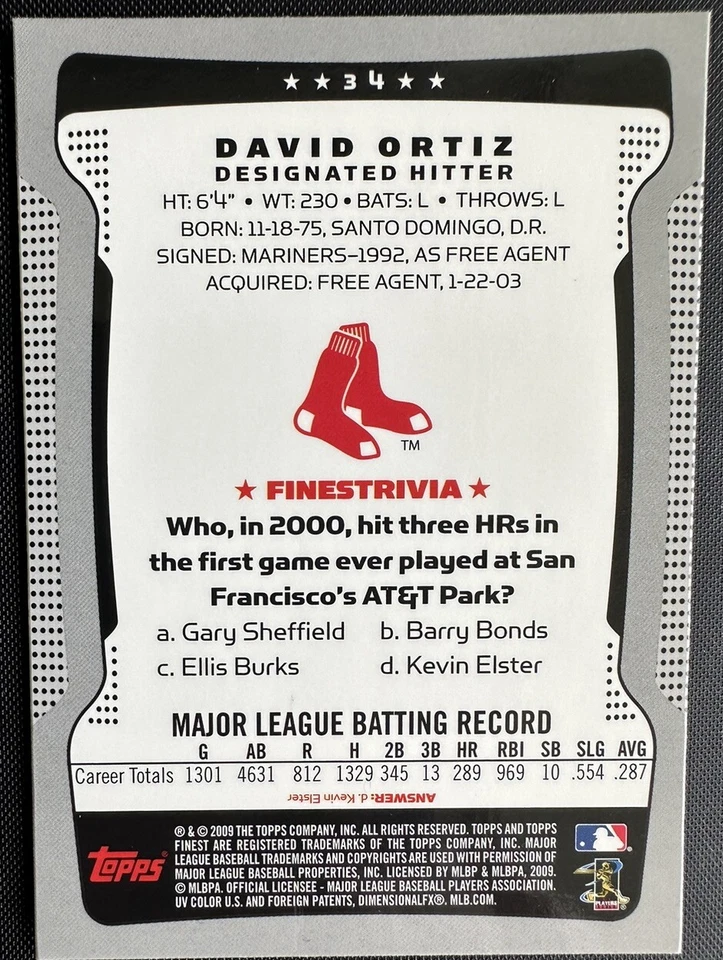 ★ ★ 3 4 ★ ★
DAVID ORTIZ
DESIGNATED HITTER
HT: 6'4" • WT: 230 • BATS: L • THROWS: L
BORN: 11-18-75, SANTO DOMINGO, D.R.
SIGNED: MARINERS–1992, AS FREE AGENT
ACQUIRED: FREE AGENT, 1-22-03
TM
★ FINESTRIVIA ★
Who, in 2000, hit three HRs in
the first game ever played at San
Francisco's AT&T Park?
a. Gary Sheffield b. Barry Bonds
c. Ellis Burks d. Kevin Elster
MAJOR LEAGUE BATTING RECORD
G AB R H 2B 3B HR RBI SB SLG AVG
Career Totals 1301 4631 812 1329 345 13 289 969 10 .554 .287
ANSWER: d. Kevin Elster
® & © 2009 THE TOPPS COMPANY, INC. ALL RIGHTS RESERVED. TOPPS AND TOPPS
FINEST ARE REGISTERED TRADEMARKS OF THE TOPPS COMPANY, INC. MAJOR
LEAGUE BASEBALL TRADEMARKS AND COPYRIGHTS ARE USED WITH PERMISSION OF
MAJOR LEAGUE BASEBALL PROPERTIES, INC. LICENSED BY MLBP & MLBPA, 2009.
© MLBPA. OFFICIAL LICENSEE - MAJOR LEAGUE BASEBALL PLAYERS ASSOCIATION.
UV COLOR U.S. AND FOREIGN PATENTS, DIMENSIONALFX®. MLB.COM.
TOPPS®
PLAYERS